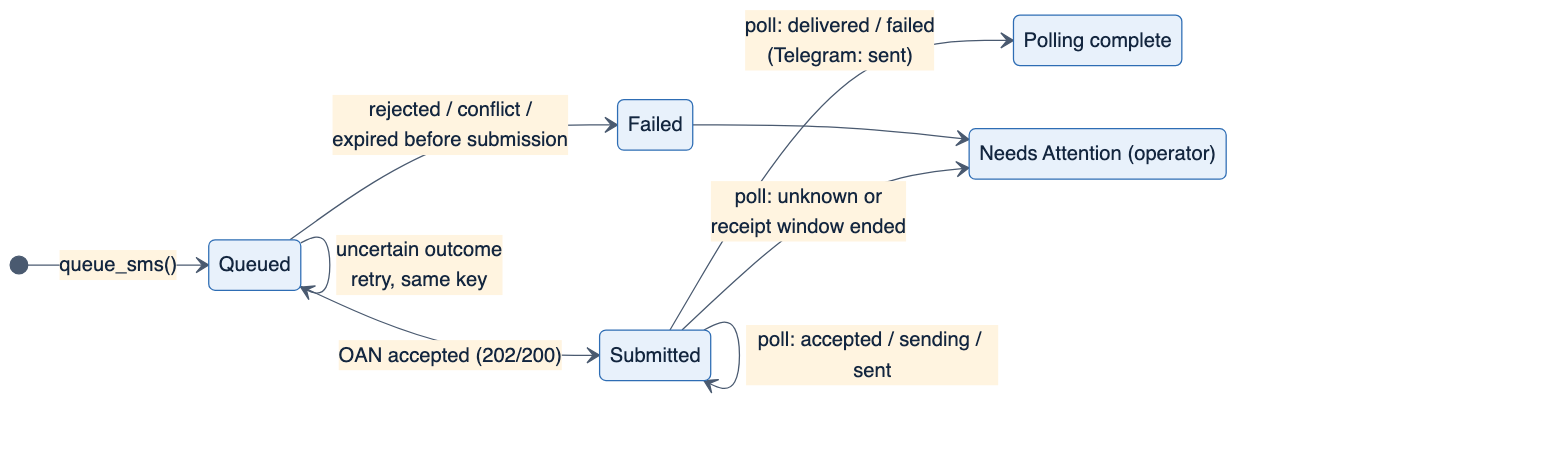 poll: delivered / failed
(Telegram: sent)
Polling complete
rejected / conflict /
expired before submission
Failed
Needs Attention (operator)
poll: unknown or
receipt window ended
queue_sms()
Queued
uncertain outcome
retry, same key
OAN accepted (202/200)
Submitted
poll: accepted / sending /
sent